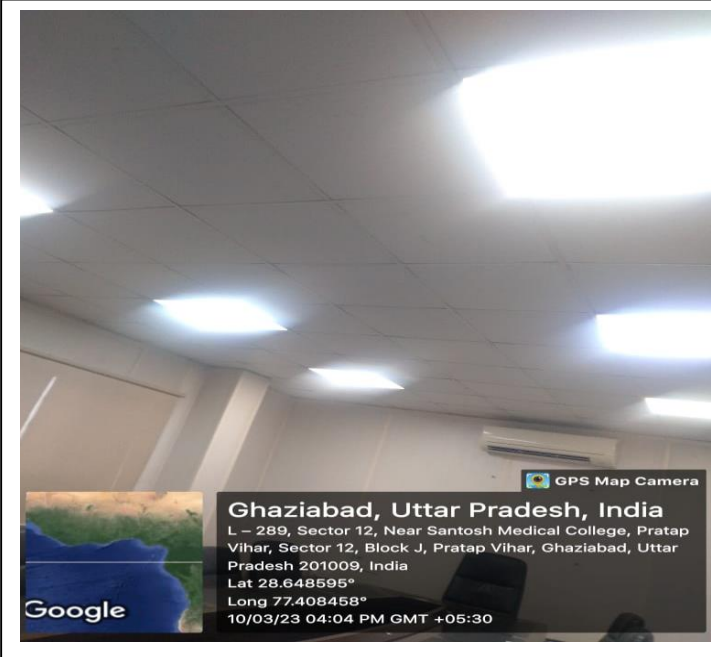 GPS Map Camera
Ghaziabad, Uttar Pradesh, India
L – 289, Sector 12, Near Santosh Medical College, Pratap
Vihar, Sector 12, Block J, Pratap Vihar, Ghaziabad, Uttar
Pradesh 201009, India
Lat 28.648595°
Long 77.408458°
10/03/23 04:04 PM GMT +05:30
Google